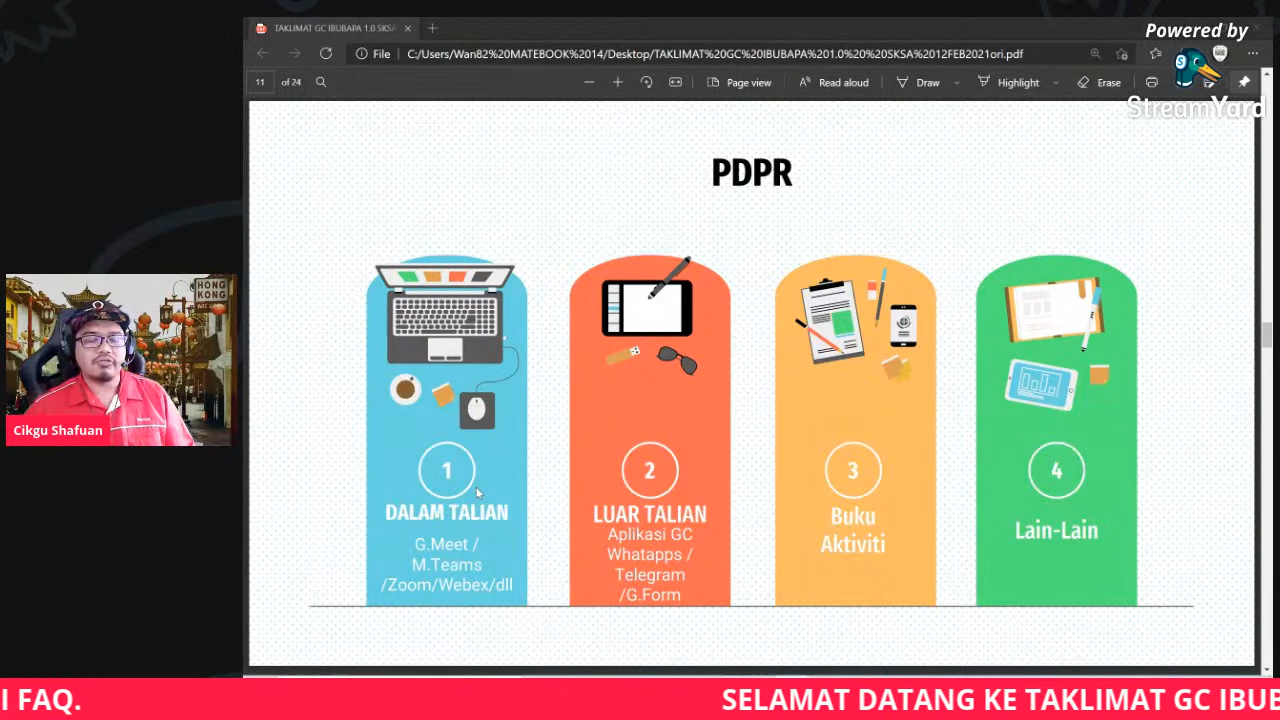 TAKLIMAT GC IBUBAPA 1.0 SKSA
Powered by
File C:/Users/Wan82%20MATEBOOK%2014/Desktop/TAKLIMAT%20GC%20IBUBAPA%201.0%20%20SKSA%2012FEB2021ori.pdf
StreamYard
11 of 24
Page view
Read aloud
Draw
Highlight
Erase
PDPR
HONG
KONG
Cikgu Shafuan
1
DALAM TALIAN
G.Meet /
M.Teams
/Zoom/Webex/dll
2
LUAR TALIAN
Aplikasi GC
Whatapps /
Telegram
/G.Form
3
Buku
Aktiviti
4
Lain-Lain
I FAQ.
SELAMAT DATANG KE TAKLIMAT GC IBUB